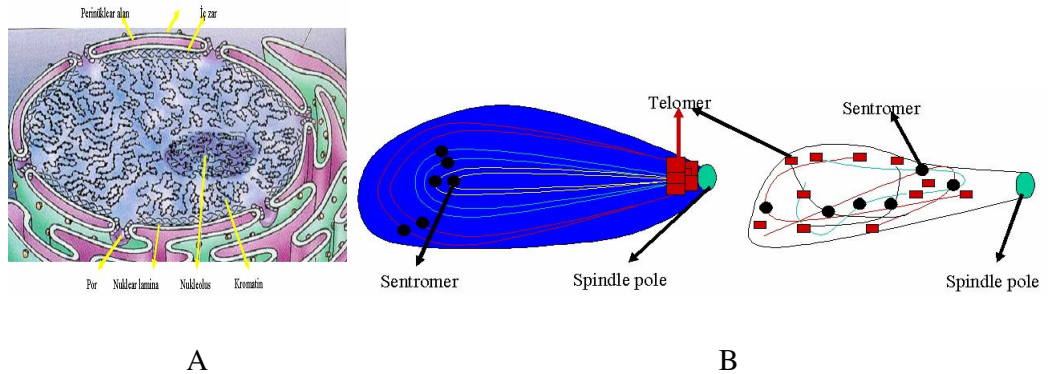 Perinüklear alan
İç zar
Por
Nuklear lamina
Nukleolus
Kromatin
A
Telomer
Sentromer
Sentromer
Spindle pole
Spindle pole
B